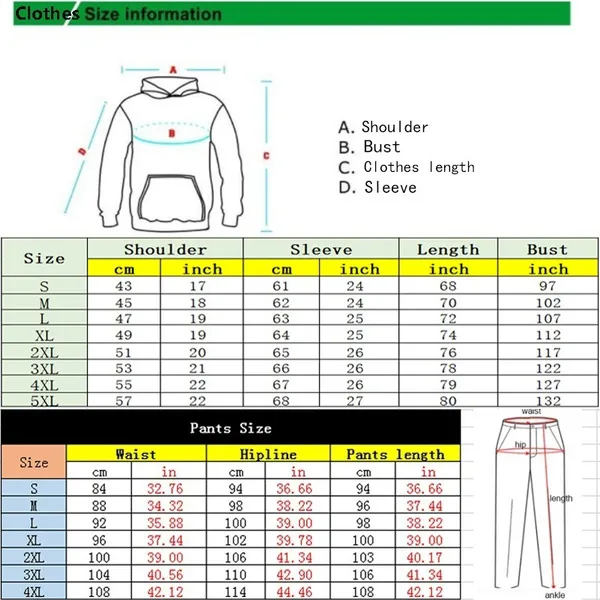 Clothes Size information
A
B
C
D
A. Shoulder
B. Bust
C. Clothes length
D. Sleeve
Size Shoulder Sleeve Length Bust
cm inch cm inch inch inch
S 43 17 61 24 68 97
M 45 18 62 24 70 102
L 47 19 63 25 72 107
XL 49 19 64 25 74 112
2XL 51 20 65 26 76 117
3XL 53 21 66 26 78 122
4XL 55 22 67 26 79 127
5XL 57 22 68 27 80 132
Pants Size
Size Waist Hipline Pants length
cm in cm in cm in
S 84 32.76 94 36.66 94 36.66
M 88 34.32 98 38.22 96 37.44
L 92 35.88 100 39.00 98 38.22
XL 96 37.44 102 39.78 100 39.00
2XL 100 39.00 106 41.34 103 40.17
3XL 104 40.56 110 42.90 106 41.34
4XL 108 42.12 114 44.46 108 42.12
waist
hip
length
ankle